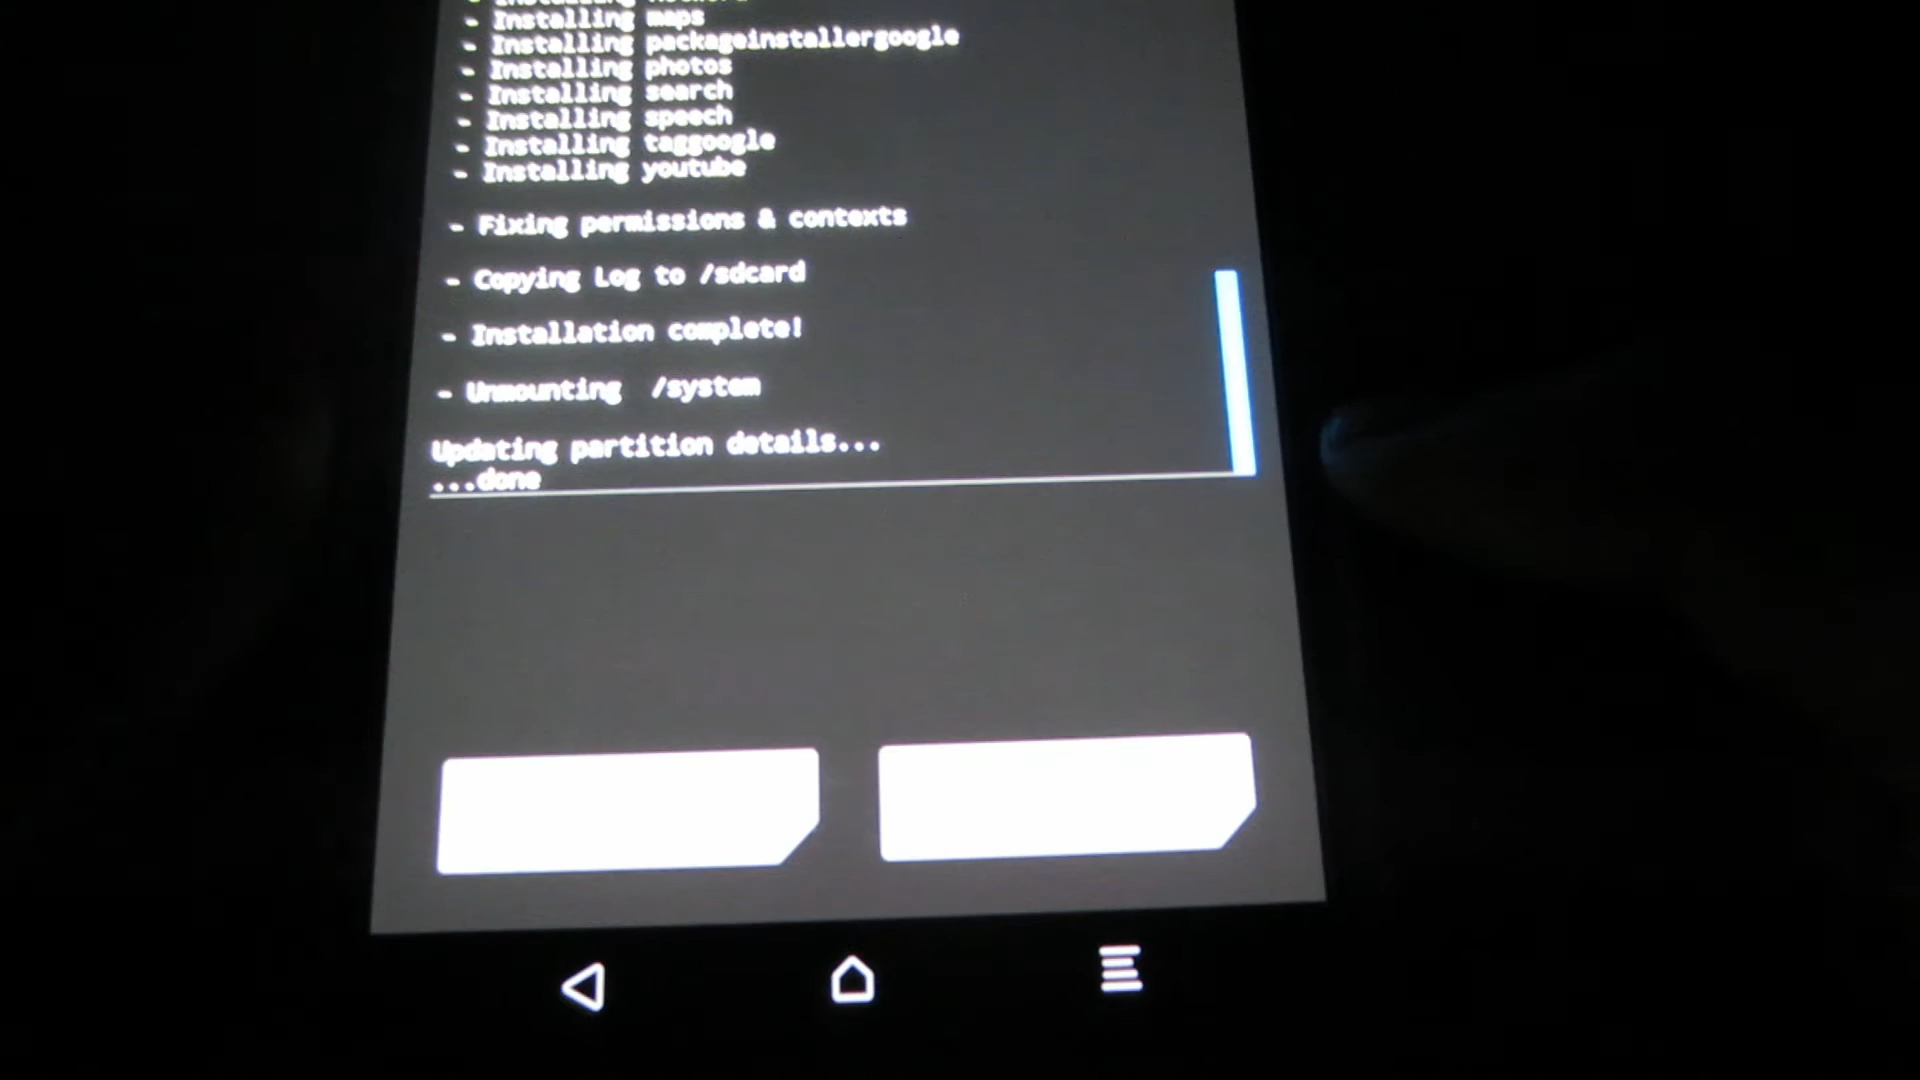 - Installing
- Installing maps
- Installing packageinstallergoogle
- Installing photos
- Installing search
- Installing speech
- Installing taggoogle
- Installing youtube
- Fixing permissions & contexts
- Copying Log to /sdcard
- Installation complete!
- Unmounting /system
Updating partition details...
...done